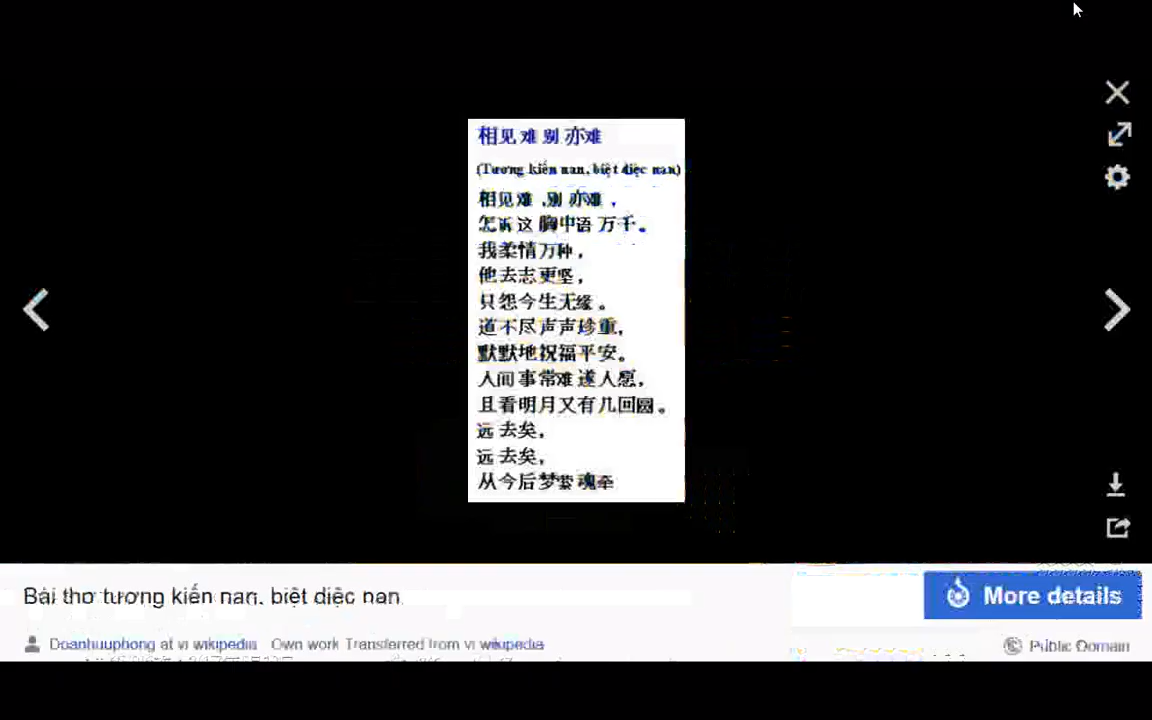 相见难别亦难
(Tương kiến nan, biệt diệc nan)
相见难,别亦难,
怎诉这胸中语万千。
我柔情万种,
他去志更坚,
只怨今生无缘。
道不尽声声珍重,
默默地祝福平安。
人间事常难遂人愿,
且看明月又有几回圆。
远去矣,
远去矣,
从今后梦萦魂牵
Bài thơ tương kiến nan, biệt diệc nan
More details
Doanhuuphong at vi wikipedia Own work Transferred from vi wikipedia
Public Domain